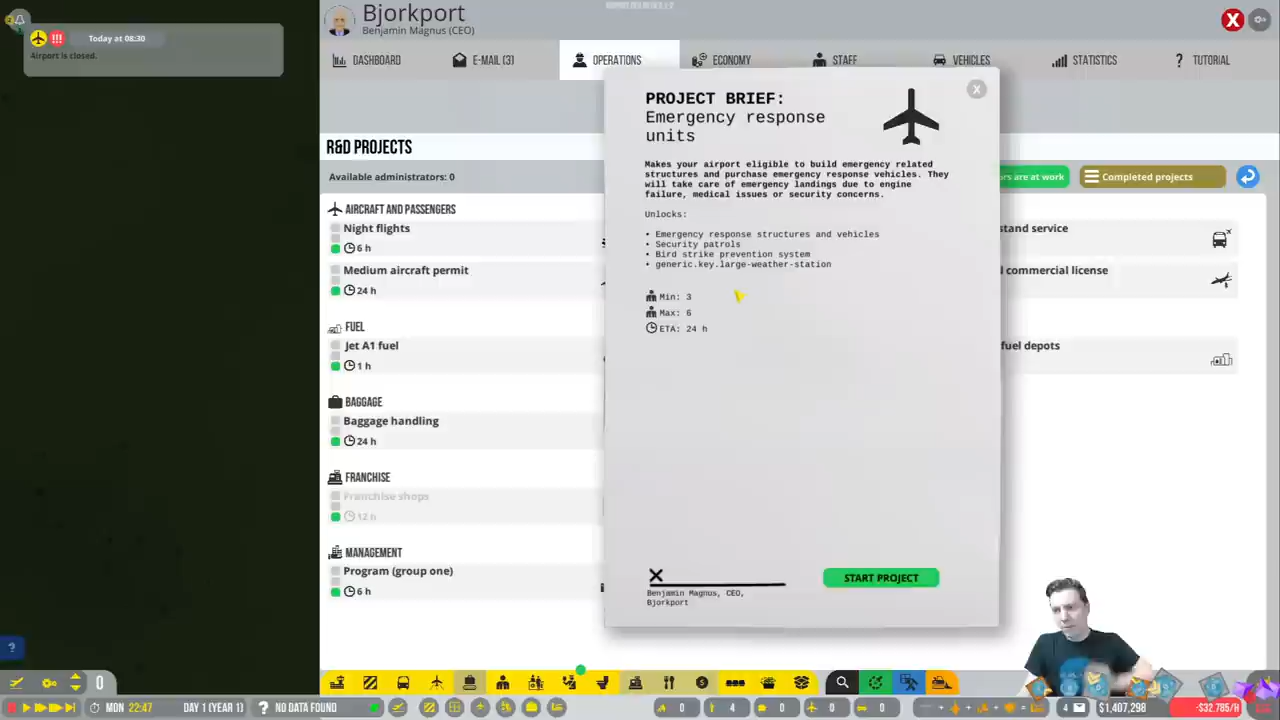 Bjorkport
Benjamin Magnus (CEO)
Today at 08:30
Airport is closed.
DASHBOARD
E-MAIL (3)
OPERATIONS
ECONOMY
STAFF
VEHICLES
STATISTICS
TUTORIAL
R&D PROJECTS
Available administrators: 0
rs are at work
Completed projects
AIRCRAFT AND PASSENGERS
Night flights
6 h
stand service
Medium aircraft permit
24 h
commercial license
FUEL
Jet A1 fuel
1 h
fuel depots
BAGGAGE
Baggage handling
24 h
FRANCHISE
Franchise shops
12 h
MANAGEMENT
Program (group one)
6 h
X
PROJECT BRIEF:
Emergency response
units
Makes your airport eligible to build emergency related
structures and purchase emergency response vehicles. They
will take care of emergency landings due to engine
failure, medical issues or security concerns.
Unlocks:
• Emergency response structures and vehicles
• Security patrols
• Bird strike prevention system
• generic.key.large-weather-station
Min: 3
Max: 6
ETA: 24 h
START PROJECT
Benjamin Magnus, CEO,
Bjorkport
?
0
MON 22:47
DAY 1 (YEAR 1)
? NO DATA FOUND
0
4
0
0
0
4
$1,407,298
-$32.785/H